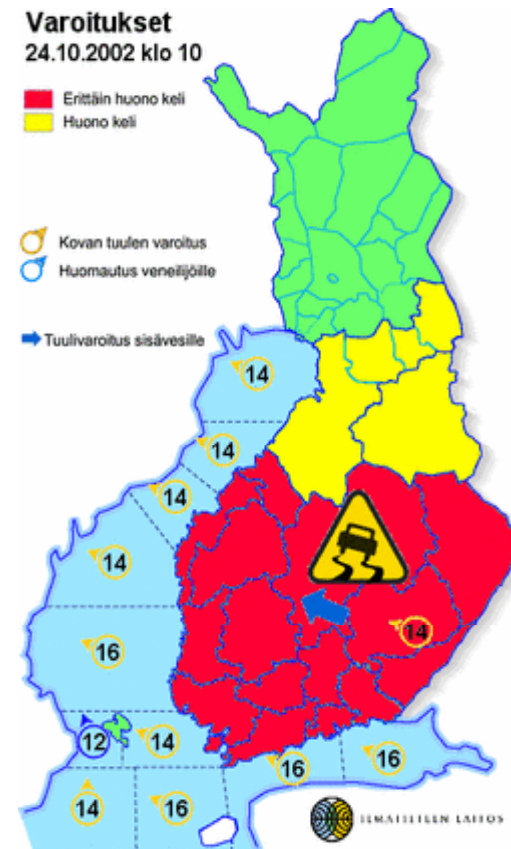 Varoitukset
24.10.2002 klo 10
Erittäin huono keli
Huono keli
Kovan tuulen varoitus
Huomautus veneilijöille
Tuulivaroitus sisävesille
14
14
14
14
14
16
12
14
16
16
14
16
ILMATIETEEN LAITOS